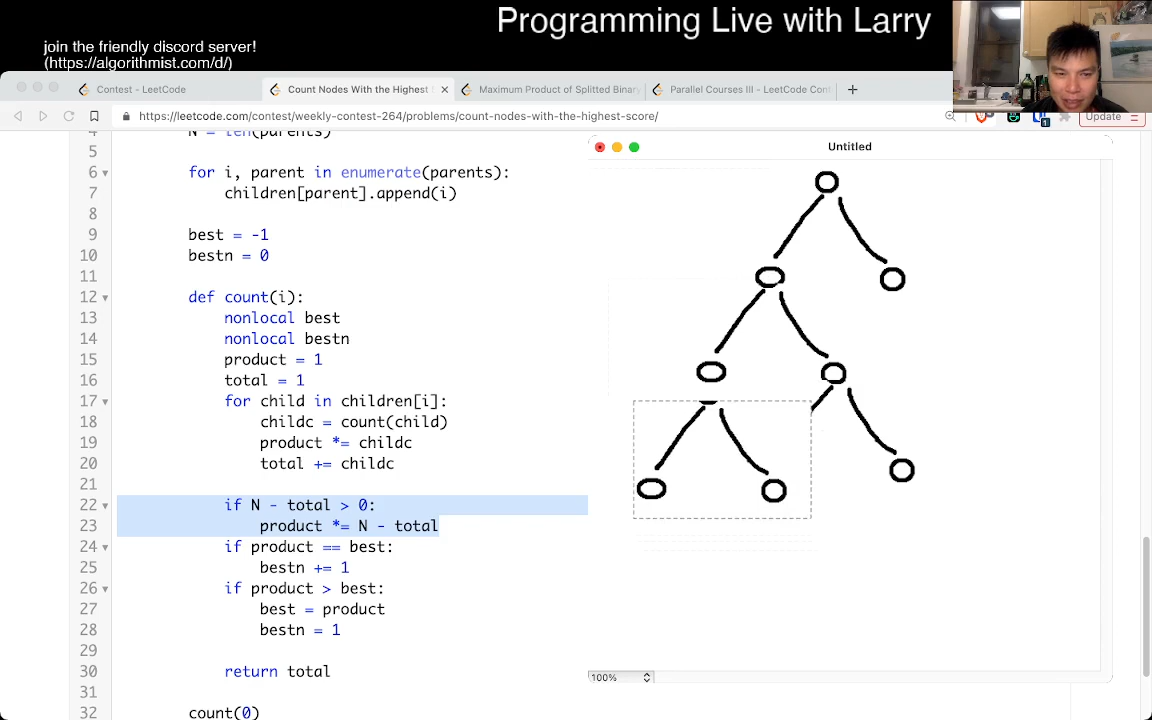 Programming Live with Larry
join the friendly discord server!
(https://algorithmist.com/d/)
Contest - LeetCode
Count Nodes With the Highest
Maximum Product of Splitted Binary
Parallel Courses III - LeetCode Cont
https://leetcode.com/contest/weekly-contest-264/problems/count-nodes-with-the-highest-score/
Update
4 N = len(parents)
5
6 for i, parent in enumerate(parents):
7 children[parent].append(i)
8
9 best = -1
10 bestn = 0
11
12 def count(i):
13 nonlocal best
14 nonlocal bestn
15 product = 1
16 total = 1
17 for child in children[i]:
18 childc = count(child)
19 product *= childc
20 total += childc
21
22 if N - total > 0:
23 product *= N - total
24 if product == best:
25 bestn += 1
26 if product > best:
27 best = product
28 bestn = 1
29
30 return total
31
32 count(0)
Untitled
100%